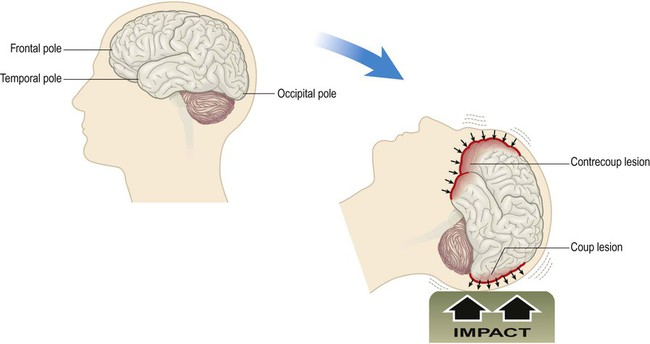 Frontal pole
Temporal pole
Occipital pole
Contrecoup lesion
Coup lesion
IMPACT